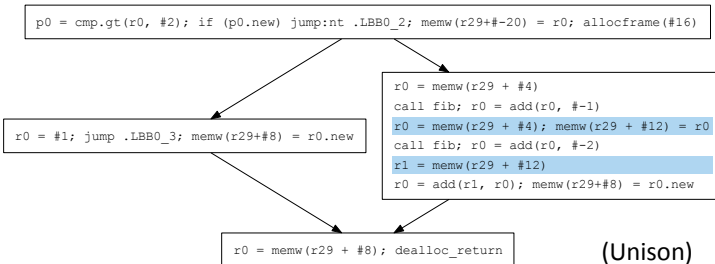 p0 = cmp.gt(r0, #2); if (p0.new) jump:nt .LBB0_2; memw(r29+#-20) = r0; allocframe(#16)
r0 = #1; jump .LBB0_3; memw(r29+#8) = r0.new
r0 = memw(r29 + #4)
call fib; r0 = add(r0, #-1)
r0 = memw(r29 + #4); memw(r29 + #12) = r0
call fib; r0 = add(r0, #-2)
r1 = memw(r29 + #12)
r0 = add(r1, r0); memw(r29+#8) = r0.new
r0 = memw(r29 + #8); dealloc_return
(Unison)